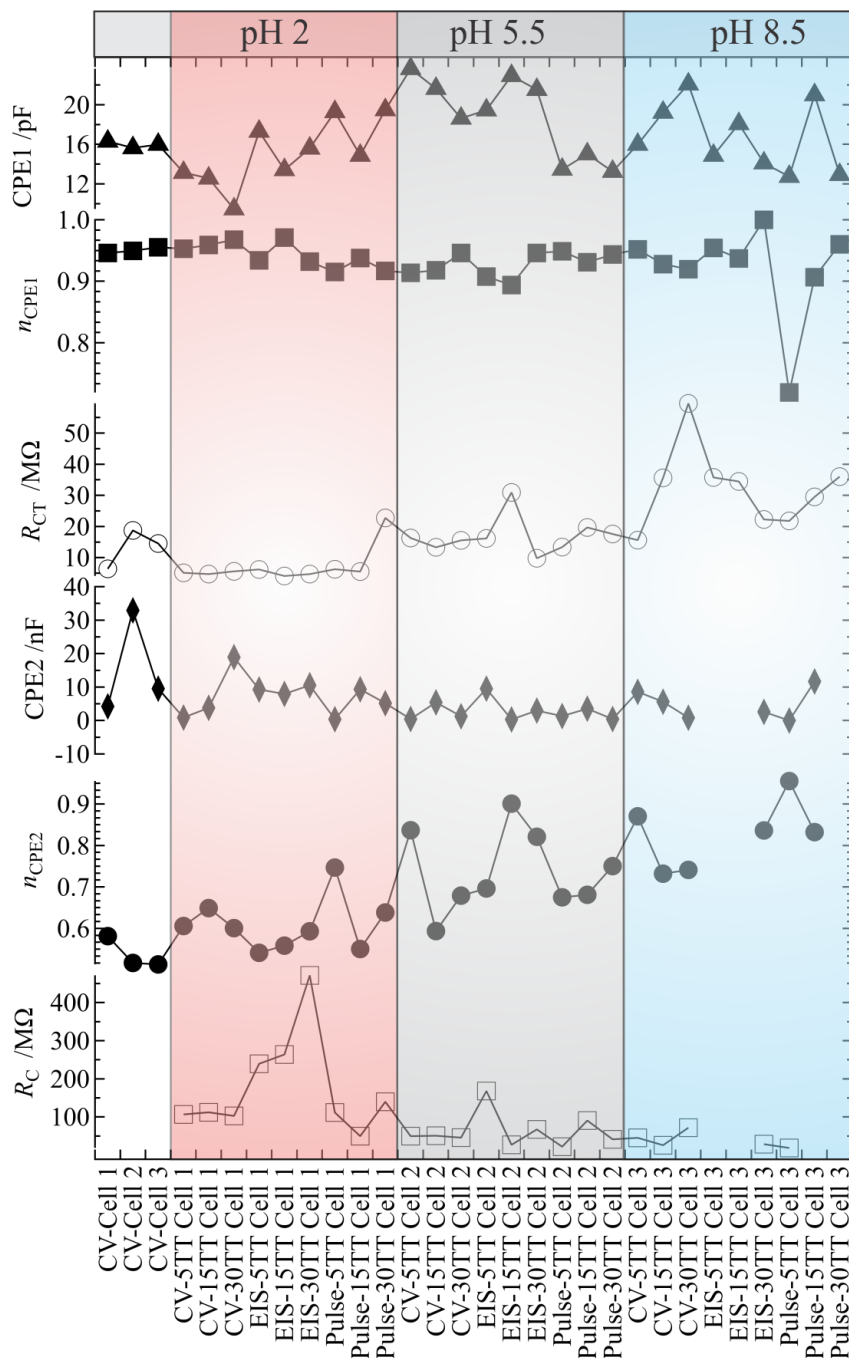 pH 2 pH 5.5 pH 8.5
CPE1 /pF
20
16
12
n_CPE1
1.0
0.9
0.8
R_CT /MΩ
50
40
30
20
10
CPE2 /nF
40
30
20
10
0
-10
n_CPE2
0.9
0.8
0.7
0.6
R_C /MΩ
400
300
200
100
CV-Cell 1
CV-Cell 2
CV-Cell 3
CV-5TT Cell 1
CV-15TT Cell 1
CV-30TT Cell 1
EIS-5TT Cell 1
EIS-15TT Cell 1
EIS-30TT Cell 1
Pulse-5TT Cell 1
Pulse-15TT Cell 1
Pulse-30TT Cell 1
CV-5TT Cell 2
CV-15TT Cell 2
CV-30TT Cell 2
EIS-5TT Cell 2
EIS-15TT Cell 2
EIS-30TT Cell 2
Pulse-5TT Cell 2
Pulse-15TT Cell 2
Pulse-30TT Cell 2
CV-5TT Cell 3
CV-15TT Cell 3
CV-30TT Cell 3
EIS-5TT Cell 3
EIS-15TT Cell 3
EIS-30TT Cell 3
Pulse-5TT Cell 3
Pulse-15TT Cell 3
Pulse-30TT Cell 3